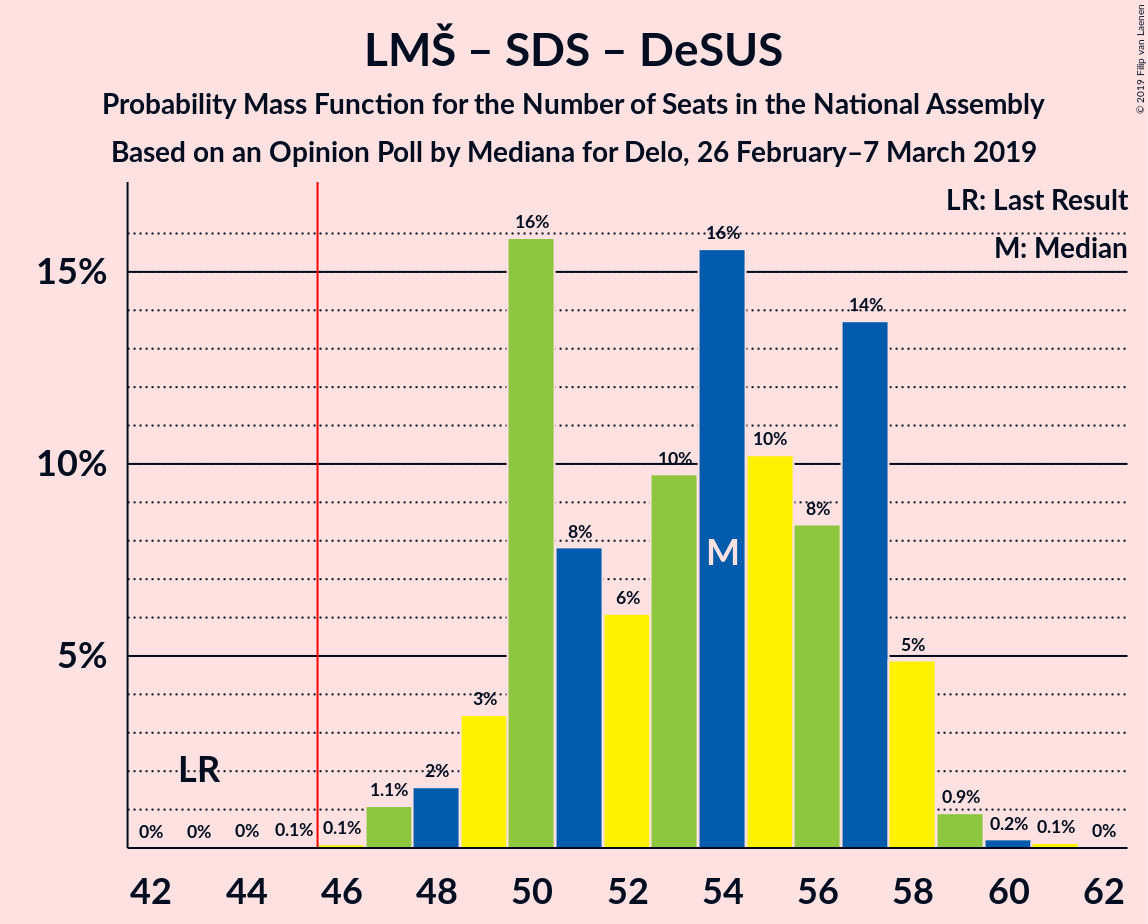 LMŠ – SDS – DeSUS
Probability Mass Function for the Number of Seats in the National Assembly
Based on an Opinion Poll by Mediana for Delo, 26 February–7 March 2019
© 2019 Filip van Laenen
LR: Last Result
M: Median
15%
10%
5%
LR
M
0%
0%
0%
0.1%
0.1%
1.1%
2%
3%
16%
8%
6%
10%
16%
10%
8%
14%
5%
0.9%
0.2%
0.1%
0%
42 44 46 48 50 52 54 56 58 60 62